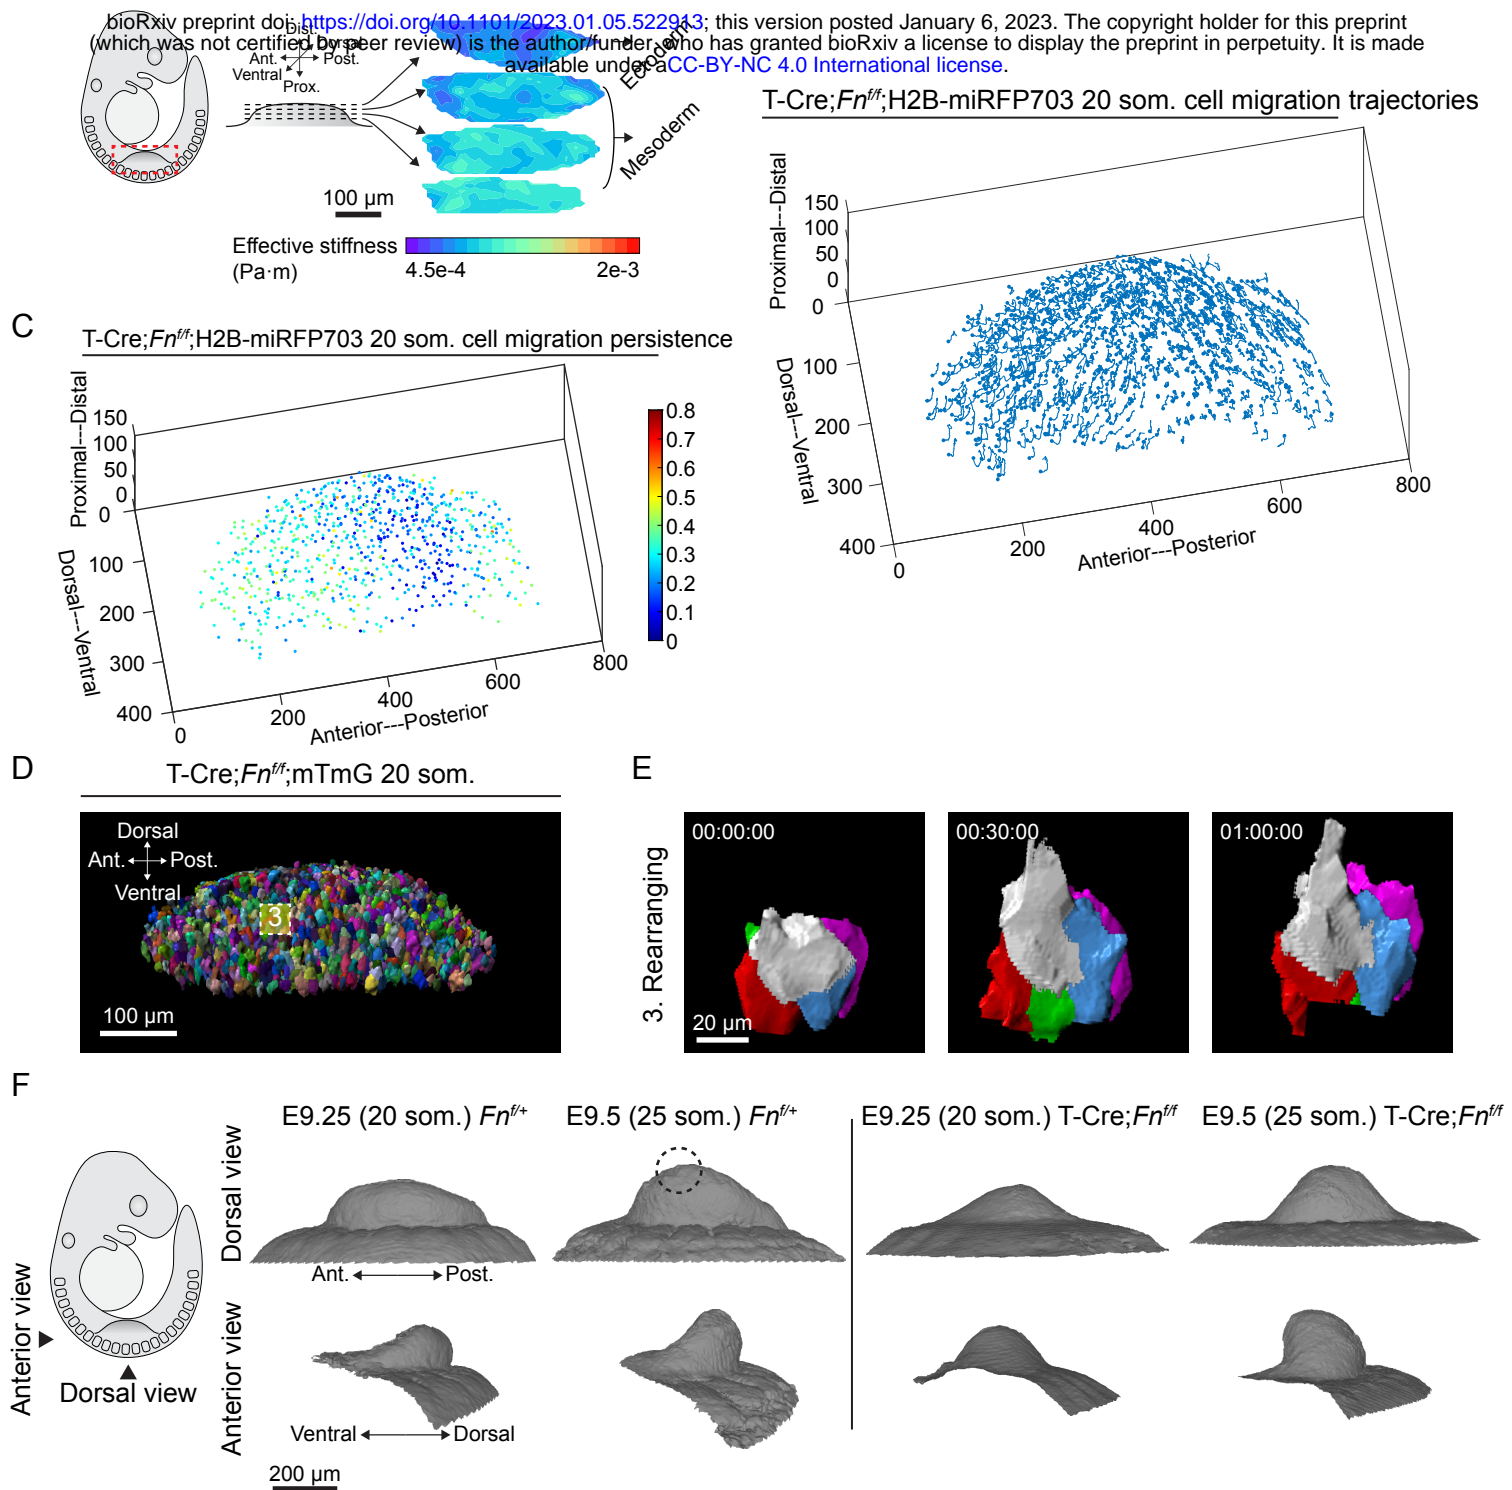 bioRxiv preprint doi: https://doi.org/10.1101/2023.01.05.522913; this version posted January 6, 2023. The copyright holder for this preprint
(which was not certified by peer review) is the author/funder, who has granted bioRxiv a license to display the preprint in perpetuity. It is made
available under aCC-BY-NC 4.0 International license.
Dist.
Dorsal
Ant.
Post.
Ventral
Prox.
Ectoderm
Mesoderm
100 µm
Effective stiffness
(Pa·m)
4.5e-4
2e-3
T-Cre;Fn^f/f;H2B-miRFP703 20 som. cell migration trajectories
Proximal---Distal
150
100
50
0
0
100
200
300
400
Dorsal---Ventral
0
200
400
600
800
Anterior---Posterior
C
T-Cre;Fn^f/f;H2B-miRFP703 20 som. cell migration persistence
Proximal---Distal
150
100
50
0
0
100
200
300
400
Dorsal---Ventral
0
200
400
600
800
Anterior---Posterior
0.8
0.7
0.6
0.5
0.4
0.3
0.2
0.1
0
D
T-Cre;Fn^f/f;mTmG 20 som.
Dorsal
Ant.
Post.
Ventral
3
100 µm
E
3. Rearranging
00:00:00
00:30:00
01:00:00
20 µm
F
E9.25 (20 som.) Fn^f/+
E9.5 (25 som.) Fn^f/+
E9.25 (20 som.) T-Cre;Fn^f/f
E9.5 (25 som.) T-Cre;Fn^f/f
Dorsal view
Ant.
Post.
Anterior view
Dorsal view
Anterior view
Ventral
Dorsal
200 µm